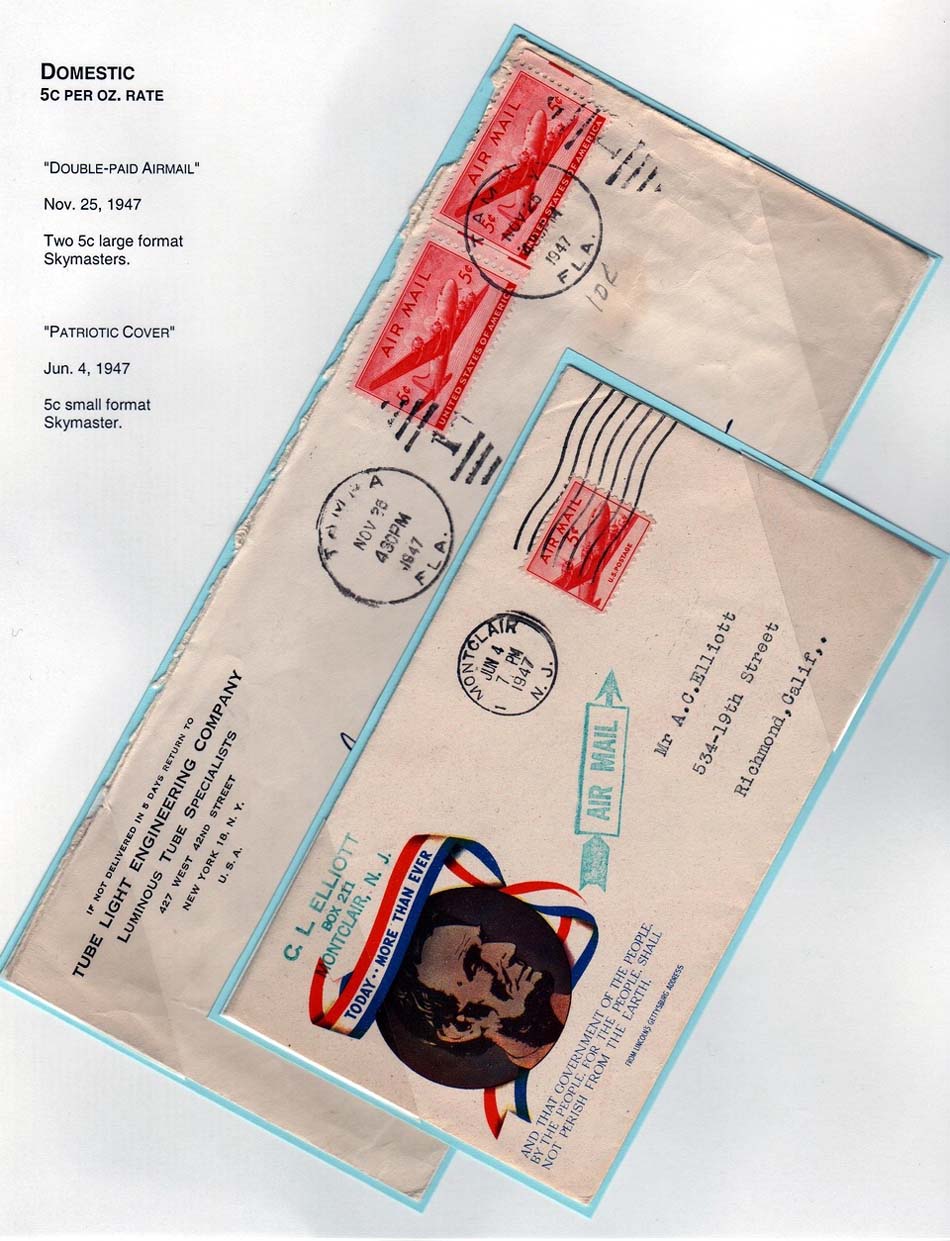 DOMESTIC
5C PER OZ. RATE
"DOUBLE-PAID AIRMAIL"
Nov. 25, 1947
Two 5c large format
Skymasters.
"PATRIOTIC COVER"
Jun. 4, 1947
5c small format
Skymaster.
AIR MAIL
5¢
5¢
UNITED STATES OF AMERICA
TAMPA
NOV 25
1947
FLA.
10¢
AIR MAIL
5¢
5¢
UNITED STATES OF AMERICA
TAMPA
NOV 26
430PM
1947
FLA.
IF NOT DELIVERED IN 5 DAYS RETURN TO
TUBE LIGHT ENGINEERING COMPANY
LUMINOUS TUBE SPECIALISTS
427 WEST 42ND STREET
NEW YORK 18, N. Y.
U. S. A.
AIR MAIL
5¢
U.S. POSTAGE
MONTCLAIR
JUN 4
7 PM
1947
N. J.
1
Mr A.C.Elliott
534-19th Street
Richmond,Calif,.
AIR MAIL
C. L. ELLIOTT
BOX 211
MONTCLAIR, N. J.
TODAY·· MORE THAN EVER
AND THAT GOVERNMENT OF THE PEOPLE,
BY THE PEOPLE, FOR THE PEOPLE, SHALL
NOT PERISH FROM THE EARTH.
FROM LINCOLN'S GETTYSBURG ADDRESS